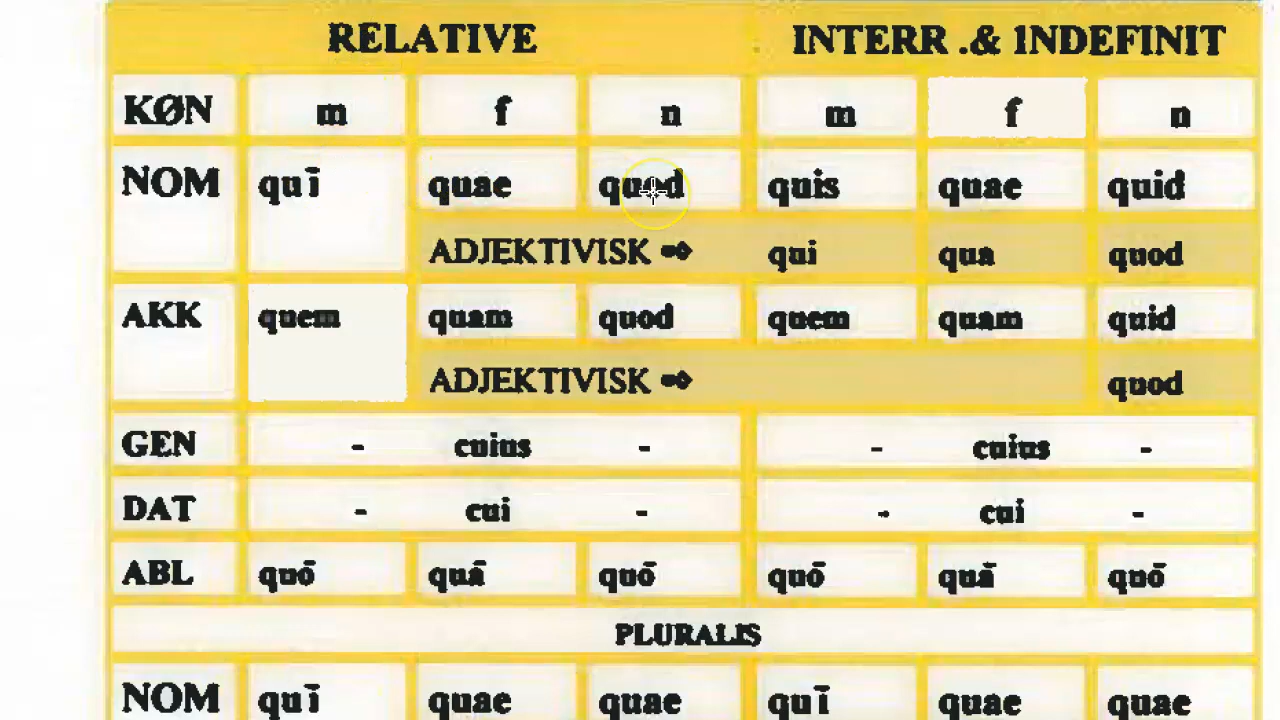 RELATIVE INTERR .& 1NDEFINIT
KØN m f n m f n
NOM quī quae quod quis quae quid
ADJEKTIVISK ➾ qui qua quod
AKK quem quam quod quem quam quid
ADJEKTIVISK ➾ quod
GEN - cuius - - cuius -
DAT - cui - - cui -
ABL quō quā quō quō quā quō
PLURALIS
NOM quī quae quae quī quae quae